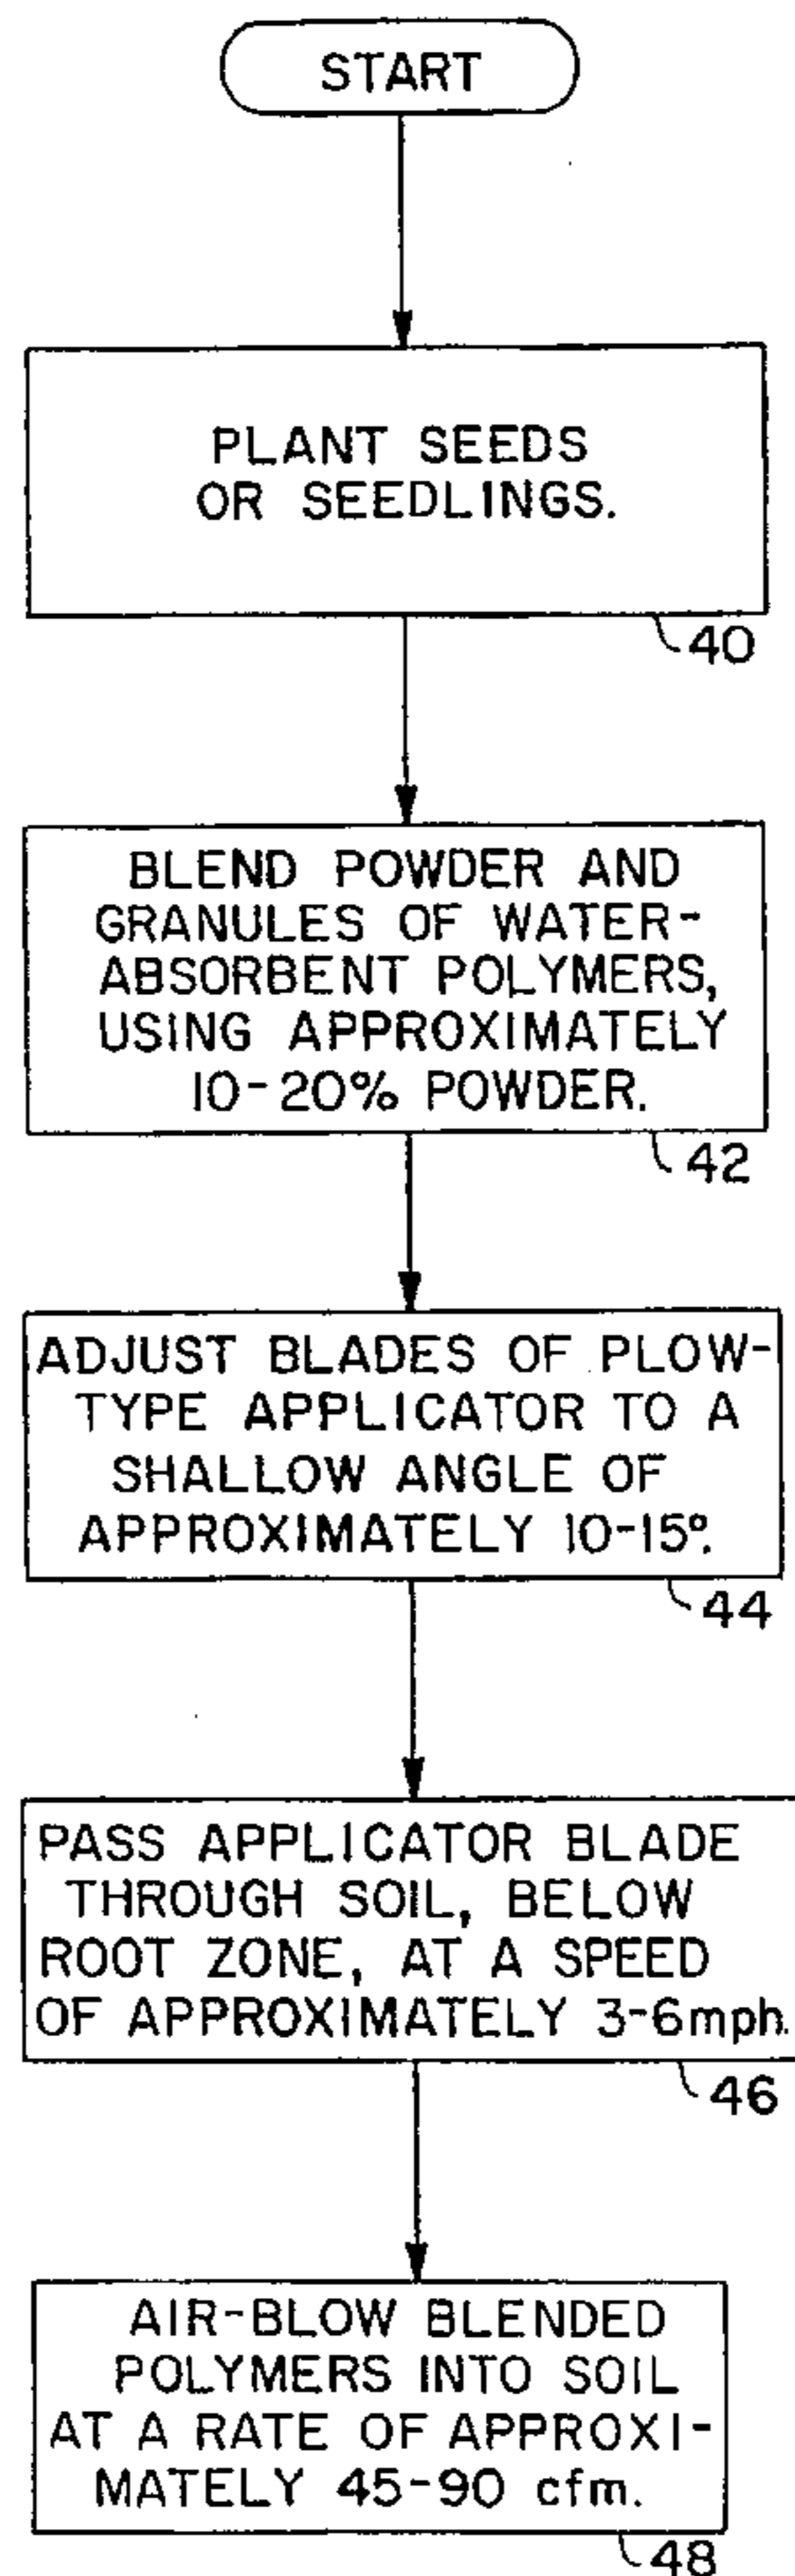 START
PLANT SEEDS
OR SEEDLINGS.
40
BLEND POWDER AND
GRANULES OF WATER-
ABSORBENT POLYMERS,
USING APPROXIMATELY
10-20% POWDER.
42
ADJUST BLADES OF PLOW-
TYPE APPLICATOR TO A
SHALLOW ANGLE OF
APPROXIMATELY 10-15°.
44
PASS APPLICATOR BLADE
THROUGH SOIL, BELOW
ROOT ZONE, AT A SPEED
OF APPROXIMATELY 3-6mph.
46
AIR-BLOW BLENDED
POLYMERS INTO SOIL
AT A RATE OF APPROXI-
MATELY 45-90 cfm.
48